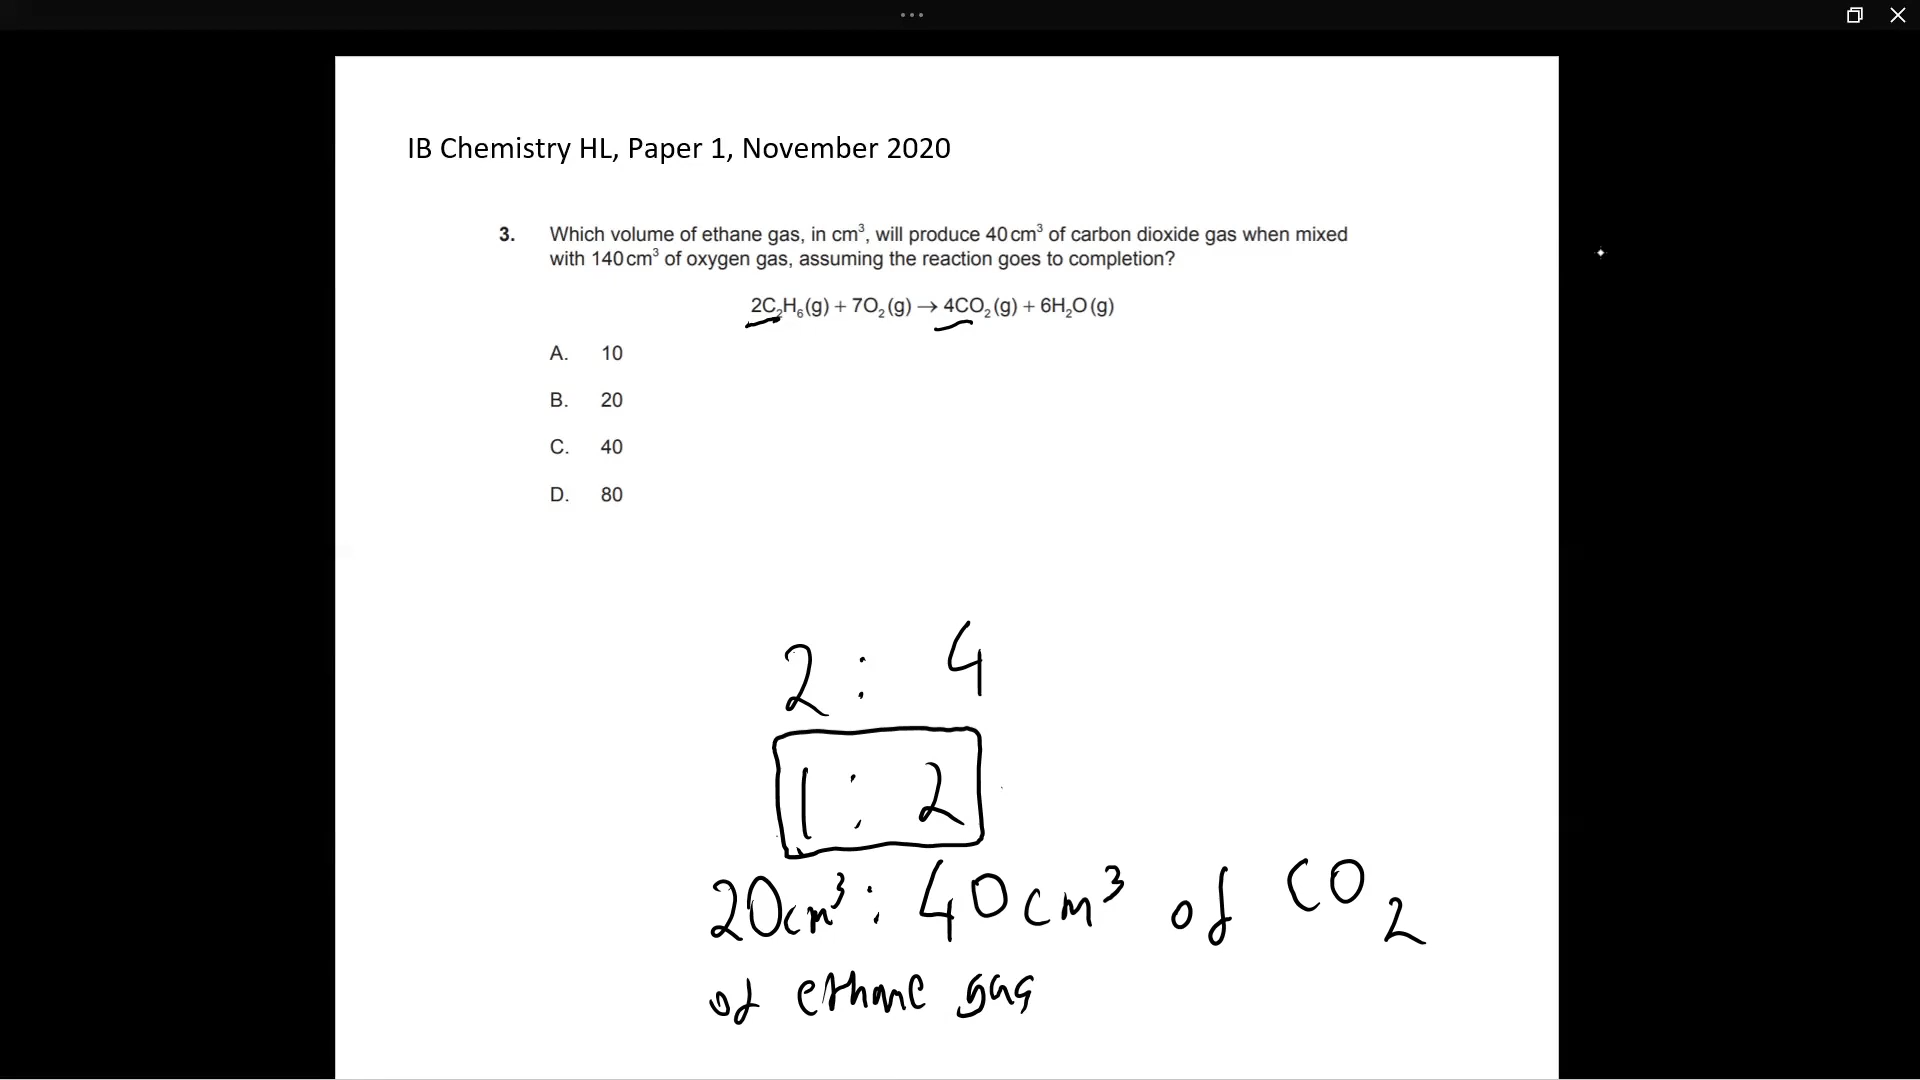 IB Chemistry HL, Paper 1, November 2020
3. Which volume of ethane gas, in cm³, will produce 40 cm³ of carbon dioxide gas when mixed
with 140 cm³ of oxygen gas, assuming the reaction goes to completion?
2C₂H₆(g) + 7O₂(g) → 4CO₂(g) + 6H₂O(g)
A. 10
B. 20
C. 40
D. 80
2 : 4
1 : 2
20cm³ : 40cm³ of CO₂
of ethane gas